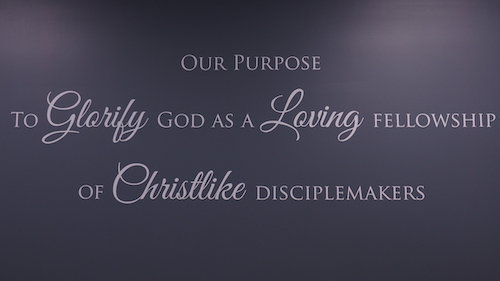 Our Purpose
To Glorify God as a Loving fellowship
of Christlike disciplemakers